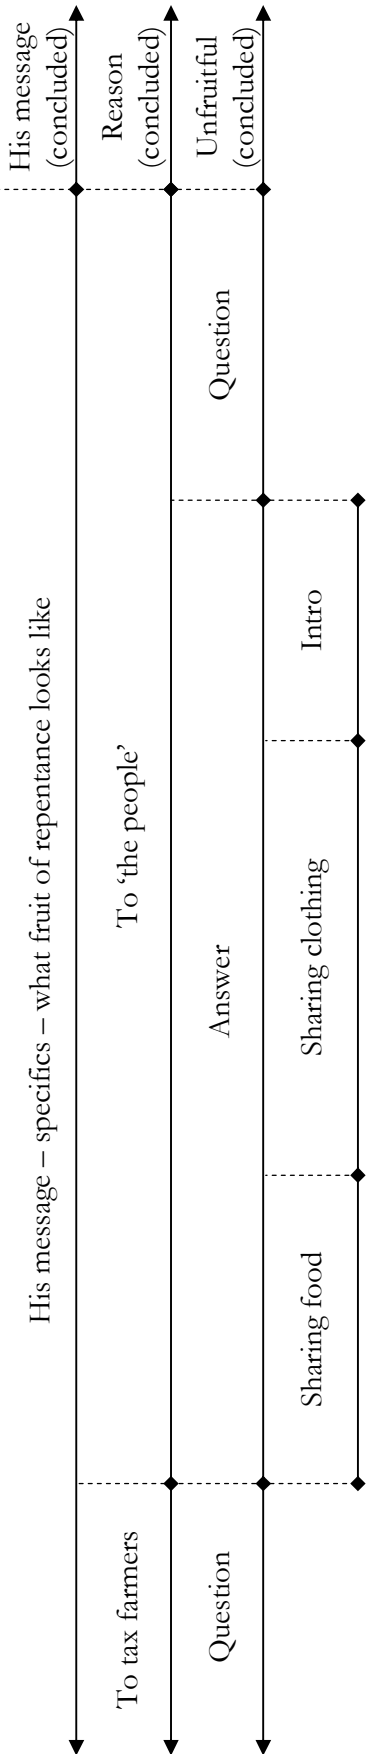 His message – specifics – what fruit of repentance looks like
His message
(concluded)
To tax farmers
To ‘the people’
Reason
(concluded)
Question
Answer
Question
Unfruitful
(concluded)
Sharing food
Sharing clothing
Intro